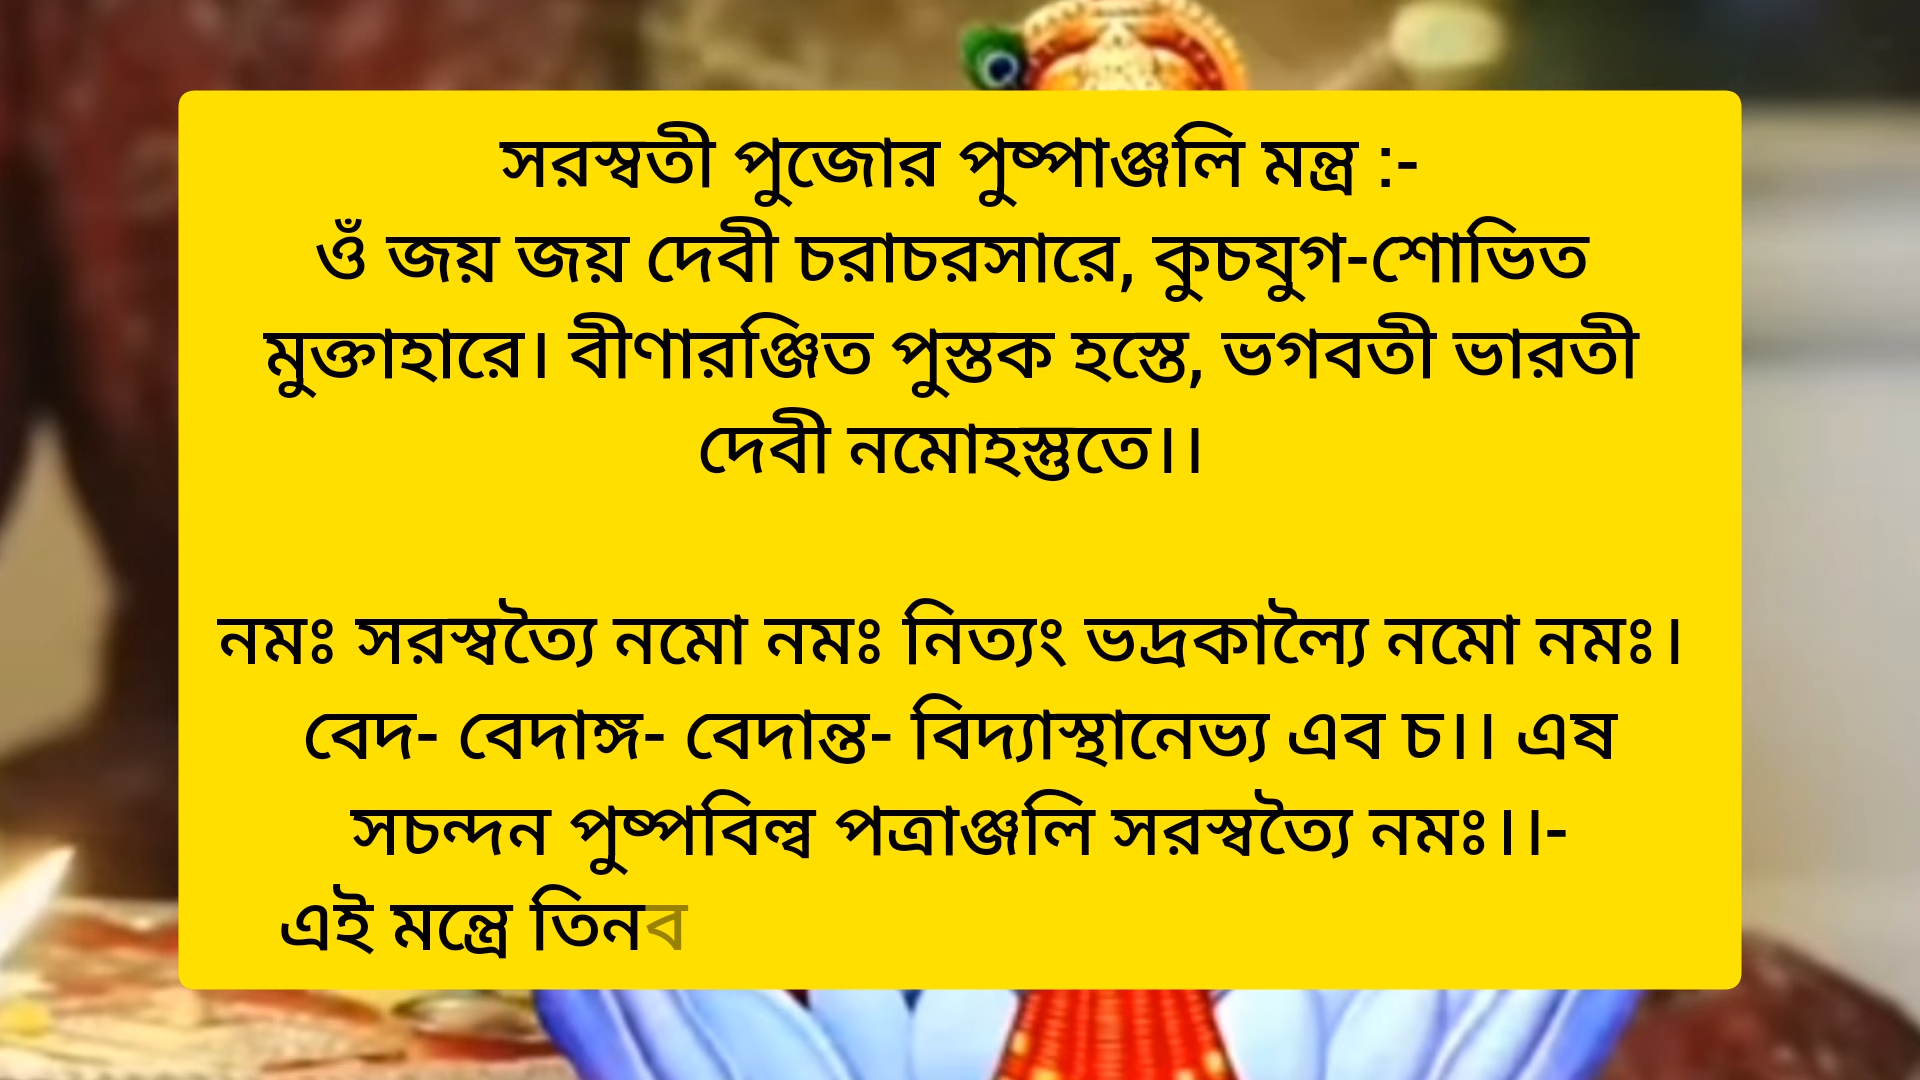 সরস্বতী পুজোর পুষ্পাঞ্জলি মন্ত্র :-
ওঁ জয় জয় দেবী চরাচরসারে, কুচযুগ-শোভিত
মুক্তাহারে। বীণারঞ্জিত পুস্তক হস্তে, ভগবতী ভারতী
দেবী নমোহস্তুতে।।
নমঃ সরস্বত্যৈ নমো নমঃ নিত্যং ভদ্রকাল্যৈ নমো নমঃ।
বেদ- বেদাঙ্গ- বেদান্ত- বিদ্যাস্থানেভ্য এব চ।। এষ
সচন্দন পুষ্পবিল্ব পত্রাঞ্জলি সরস্বত্যৈ নমঃ।।-
এই মন্ত্রে তিনব